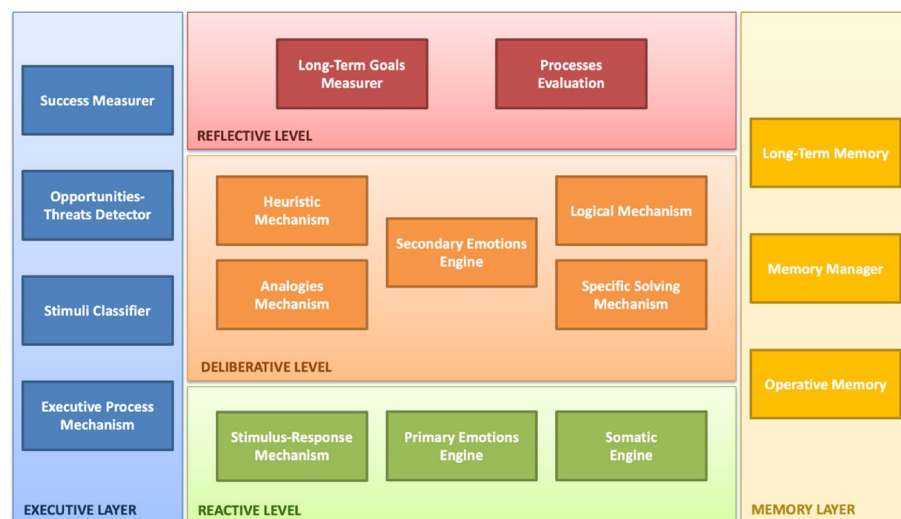 Success Measurer
Opportunities-
Threats Detector
Stimuli Classifier
Executive Process
Mechanism
EXECUTIVE LAYER
Long-Term Goals
Measurer
Processes
Evaluation
REFLECTIVE LEVEL
Heuristic
Mechanism
Analogies
Mechanism
Secondary Emotions
Engine
Logical Mechanism
Specific Solving
Mechanism
DELIBERATIVE LEVEL
Stimulus-Response
Mechanism
Primary Emotions
Engine
Somatic
Engine
REACTIVE LEVEL
Long-Term Memory
Memory Manager
Operative Memory
MEMORY LAYER